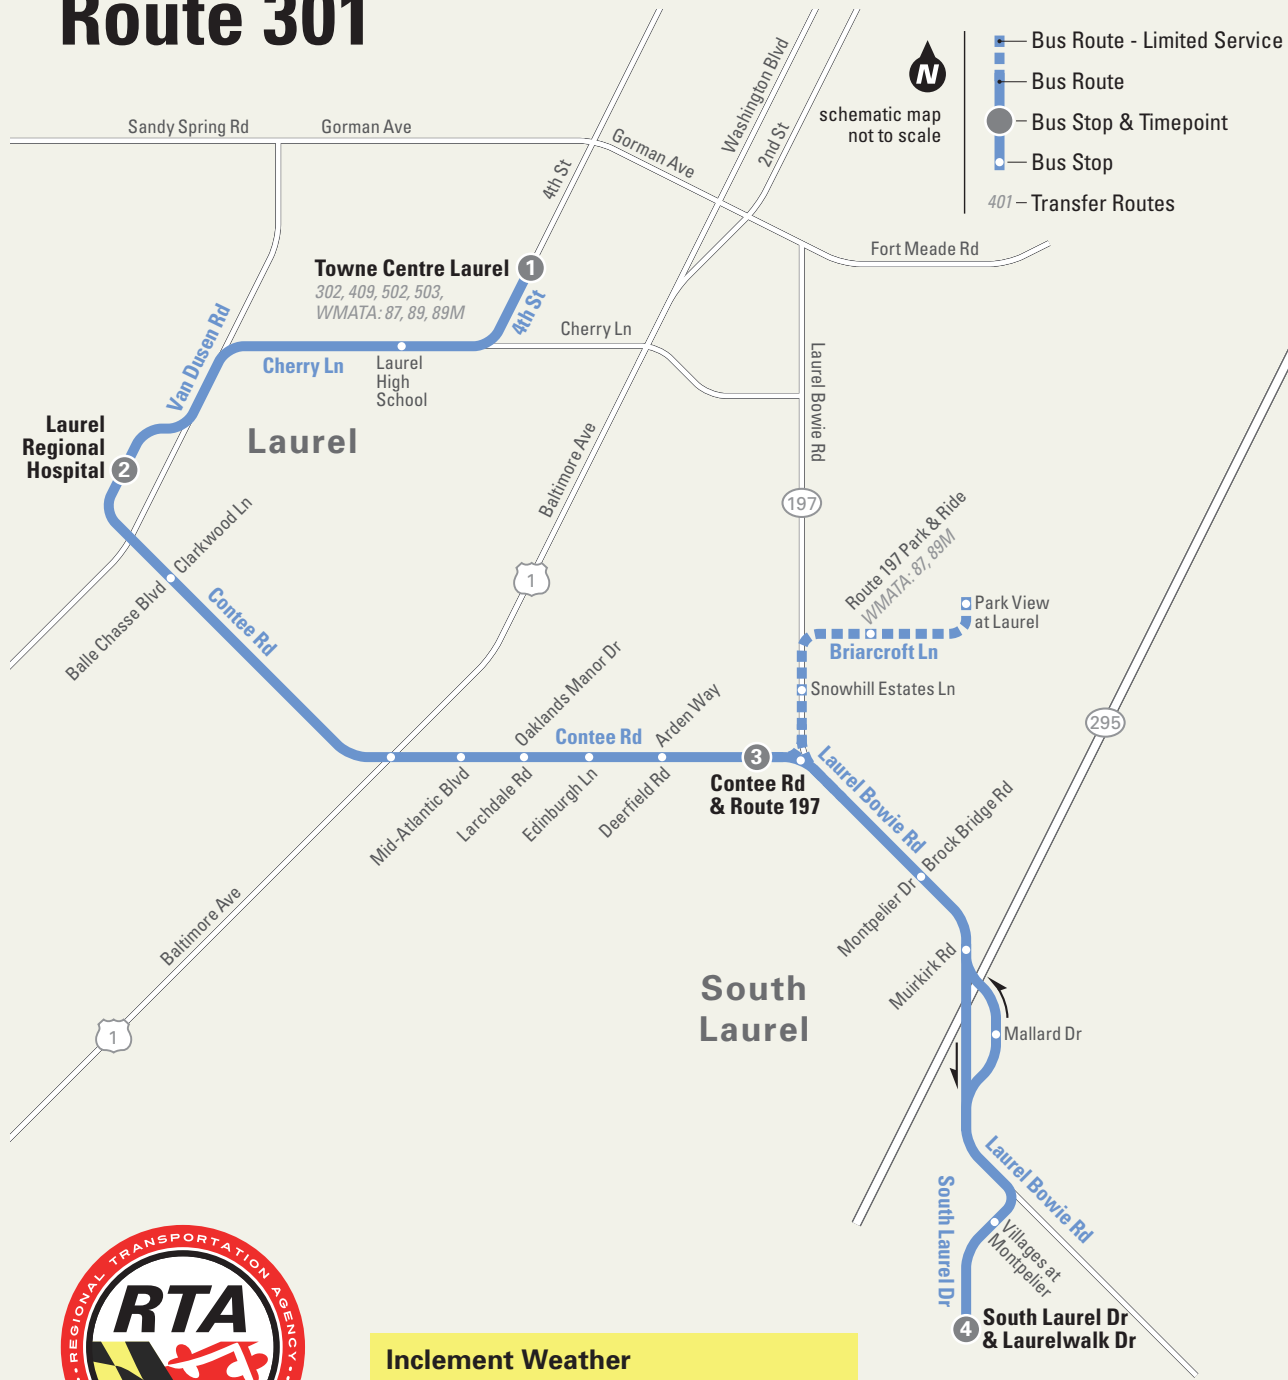 Route 301
N
schematic map
not to scale
Bus Route - Limited Service
Bus Route
Bus Stop & Timepoint
Bus Stop
401 Transfer Routes
Sandy Spring Rd
Gorman Ave
Gorman Ave
4th St
Washington Blvd
2nd St
Fort Meade Rd
Towne Centre Laurel
1
302, 409, 502, 503,
WMATA: 87, 89, 89M
4th St
Cherry Ln
Cherry Ln
Laurel
High
School
Van Dusen Rd
Laurel
Regional
Hospital
2
Laurel
Laurel Bowie Rd
197
Baltimore Ave
1
Clarkwood Ln
Balle Chasse Blvd
Contee Rd
Route 197 Park & Ride
WMATA: 87, 89M
Park View
at Laurel
Briarcroft Ln
Snowhill Estates Ln
295
Oaklands Manor Dr
Contee Rd
Arden Way
3
Contee Rd
& Route 197
Mid-Atlantic Blvd
Larchdale Rd
Edinburgh Ln
Deerfield Rd
Laurel Bowie Rd
Brock Bridge Rd
Montpelier Dr
Muirkirk Rd
Baltimore Ave
1
South
Laurel
Mallard Dr
Laurel Bowie Rd
South Laurel Dr
Villages at
Montpelier
4
South Laurel Dr
& Laurelwalk Dr
REGIONAL TRANSPORTATION AGENCY
RTA
Inclement Weather